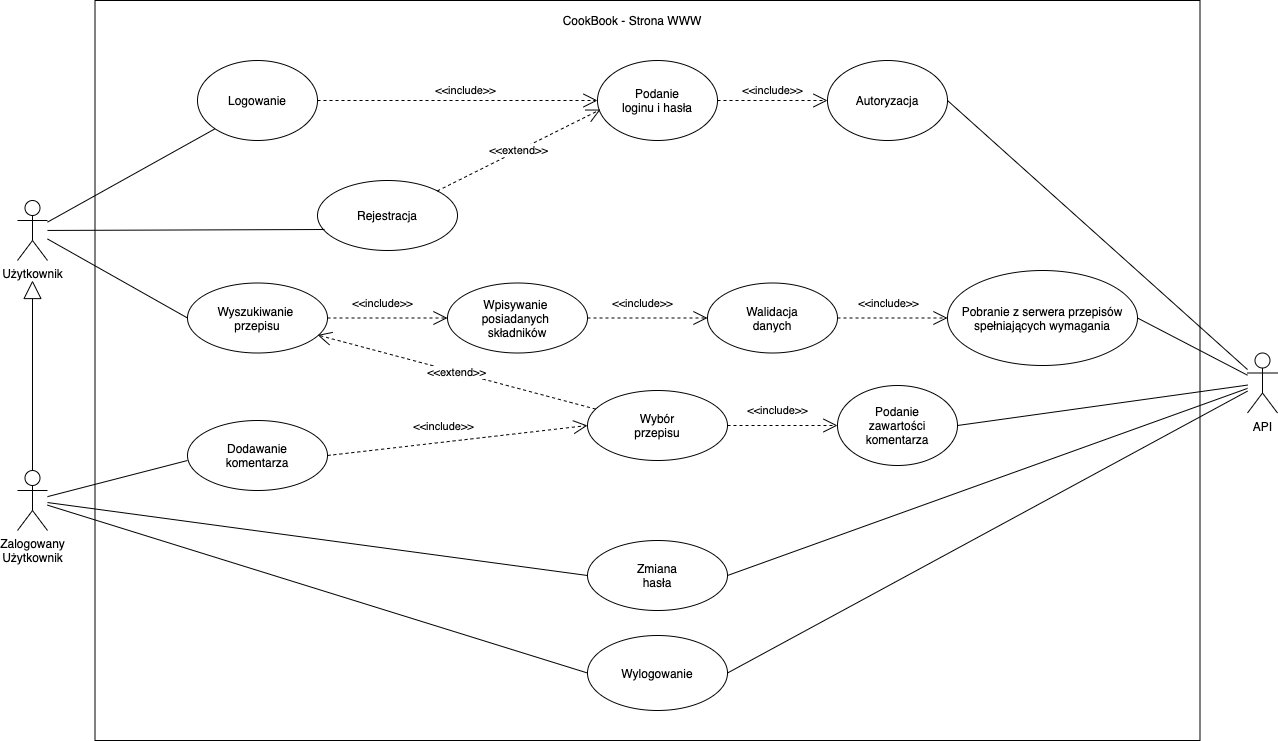 CookBook - Strona WWW
Logowanie
<<include>>
Podanie
loginu i hasła
<<include>>
Autoryzacja
<<extend>>
Rejestracja
Użytkownik
Wyszukiwanie
przepisu
<<include>>
Wpisywanie
posiadanych
składników
<<include>>
Walidacja
danych
<<include>>
Pobranie z serwera przepisów
spełniających wymagania
<<extend>>
API
Dodawanie
komentarza
<<include>>
Wybór
przepisu
<<include>>
Podanie
zawartości
komentarza
Zalogowany
Użytkownik
Zmiana
hasła
Wylogowanie